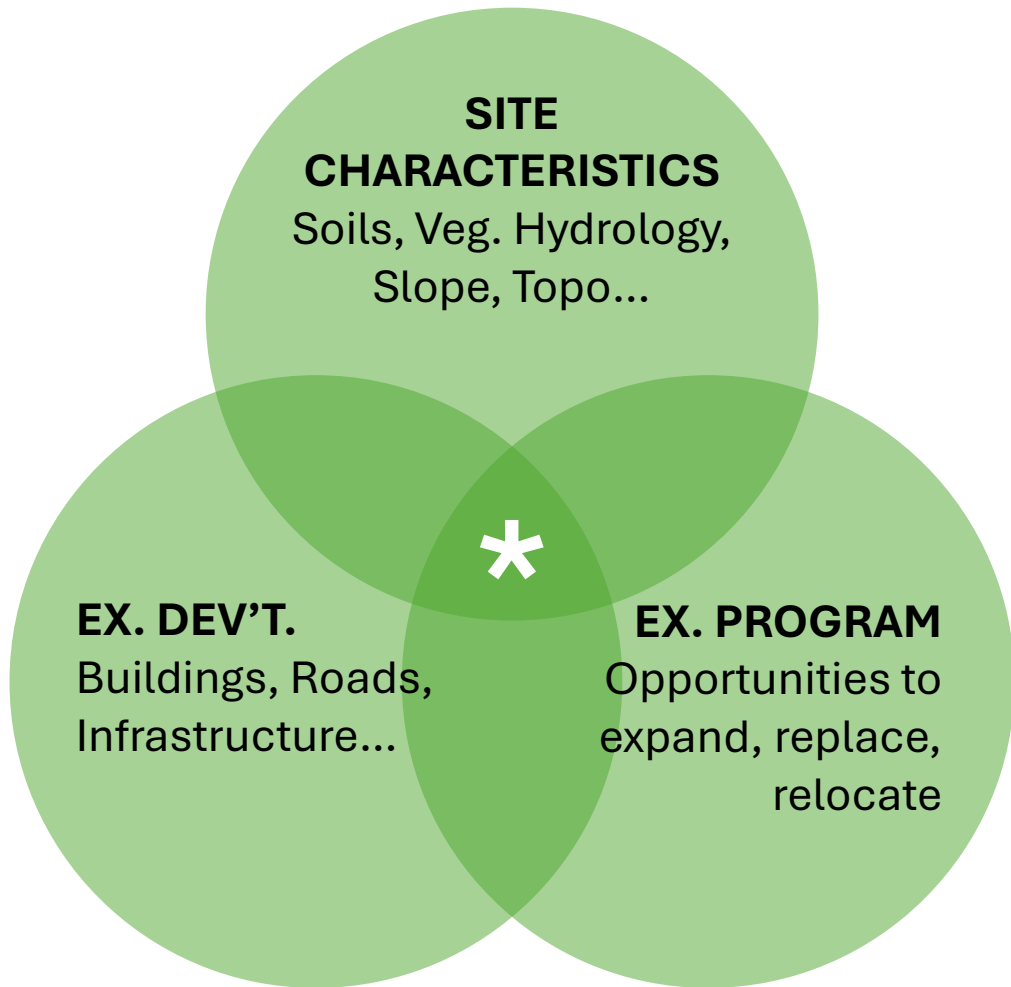 SITE
CHARACTERISTICS
Soils, Veg. Hydrology,
Slope, Topo...
*
EX. DEV’T.
Buildings, Roads,
Infrastructure...
EX. PROGRAM
Opportunities to
expand, replace,
relocate